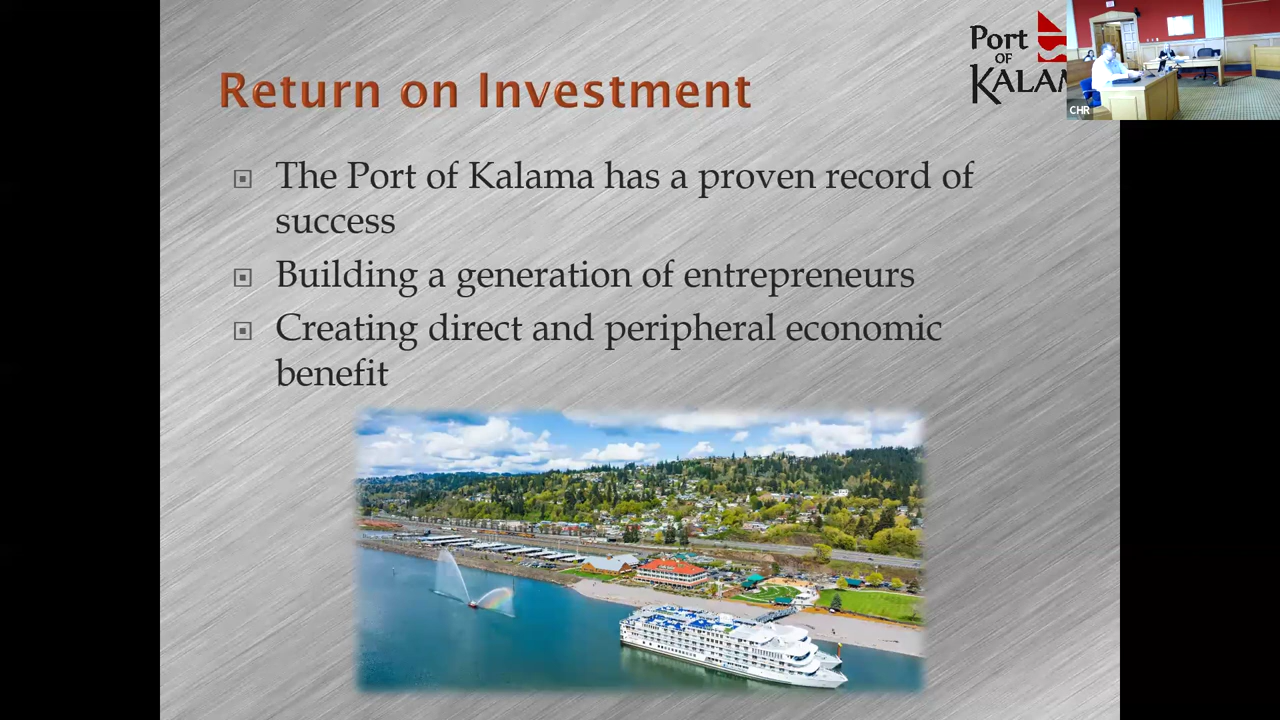 Return on Investment
Port
OF
KALAM
CHR
The Port of Kalama has a proven record of
success
Building a generation of entrepreneurs
Creating direct and peripheral economic
benefit